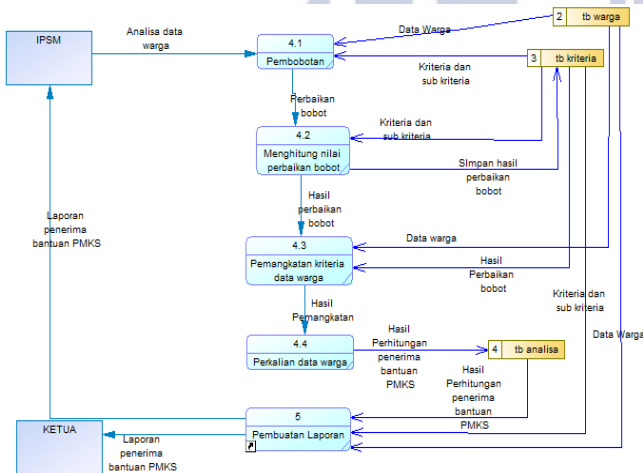 IPSM
Analisa data
warga
4.1
Pembobotan
Data Warga
2 tb warga
3 tb kriteria
Kriteria dan
sub kriteria
Perbaikan
bobot
4.2
Menghitung nilai
perbaikan bobot
Kriteria dan
sub kriteria
SImpan hasil
perbaikan
bobot
Hasil
perbaikan
bobot
Laporan
penerima
bantuan PMKS
4.3
Pemangkatan kriteria
data warga
Data warga
Hasil
Perbaikan
bobot
Kriteria dan
sub kriteria
Hasil
Pemangkatan
4.4
Perkalian data warga
Hasil
Perhitungan
penerima
bantuan
PMKS
4 tb analisa
Data Warga
Hasil
Perhitungan
penerima
bantuan
PMKS
5
Pembuatan Laporan
KETUA
Laporan
penerima
bantuan PMKS